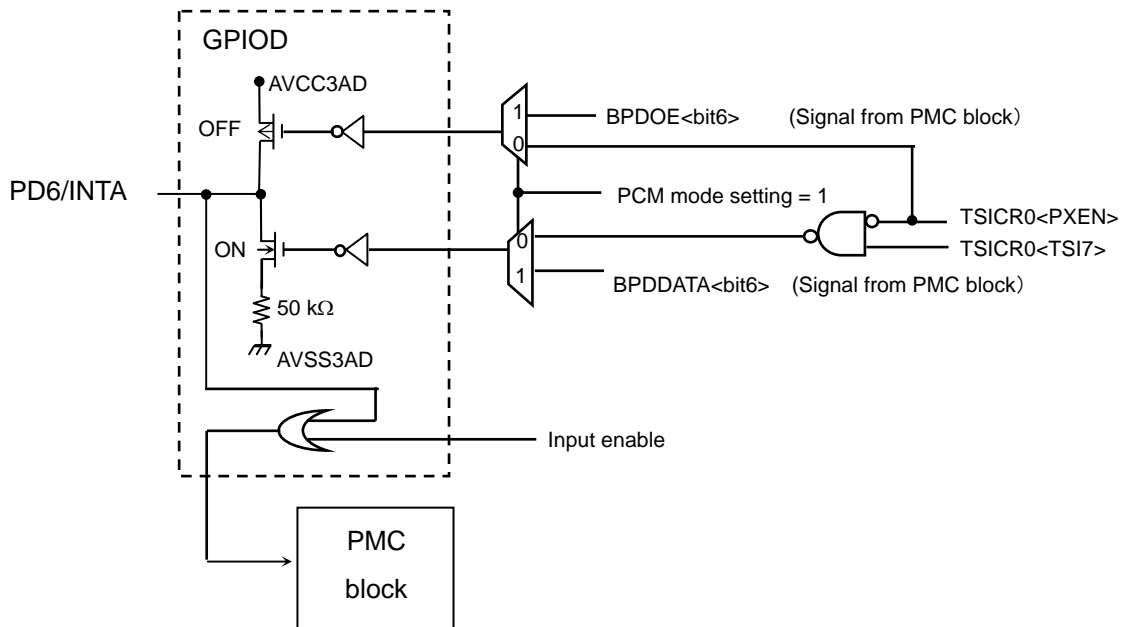 GPIOD
AVCC3AD
OFF
1
0
BPDOE<bit6> (Signal from PMC block）
PD6/INTA
PCM mode setting = 1
TSICR0<PXEN>
TSICR0<TSI7>
ON
0
1
BPDDATA<bit6> (Signal from PMC block）
50 kΩ
AVSS3AD
Input enable
PMC
block